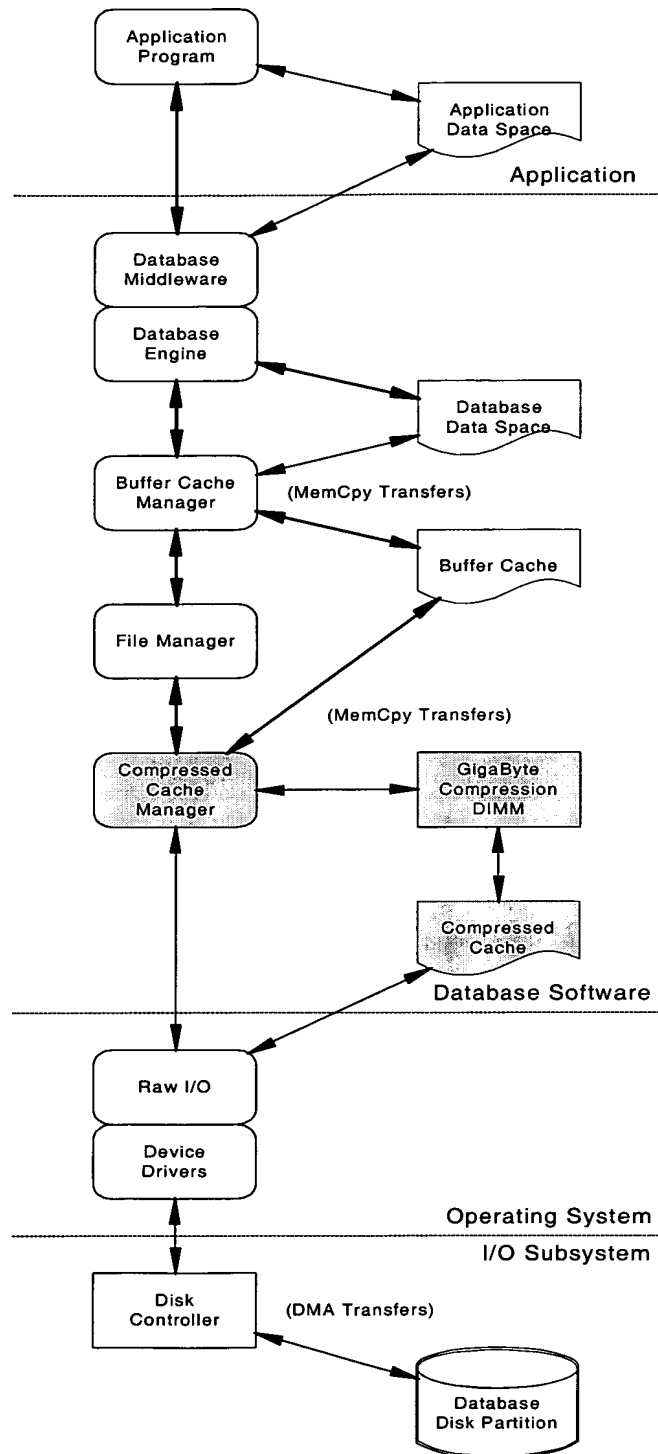 Application
Program
Application
Data Space
Application
Database
Middleware
Database
Engine
Database
Data Space
Buffer Cache
Manager
(MemCpy Transfers)
Buffer Cache
File Manager
(MemCpy Transfers)
Compressed
Cache
Manager
GigaByte
Compression
DIMM
Compressed
Cache
Database Software
Raw I/O
Device
Drivers
Operating System
I/O Subsystem
Disk
Controller
(DMA Transfers)
Database
Disk Partition